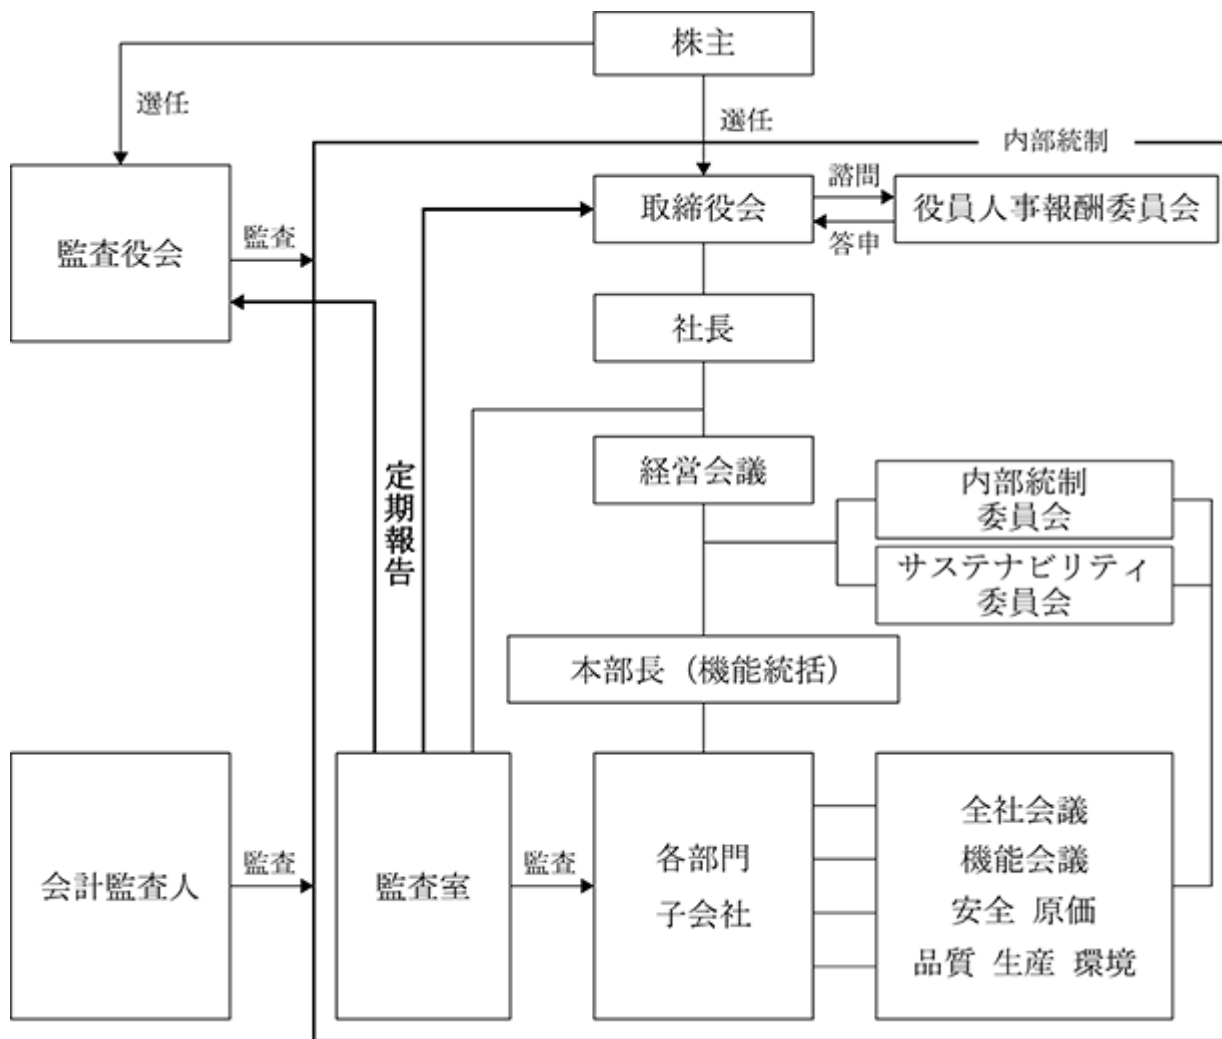 株主
選任
選任
内部統制
監査役会
監査
取締役会
諮問
答申
役員人事報酬委員会
社長
経営会議
定期報告
内部統制
委員会
サステナビリティ
委員会
本部長（機能統括）
会計監査人
監査
監査室
監査
各部門
子会社
全社会議
機能会議
安全 原価
品質 生産 環境